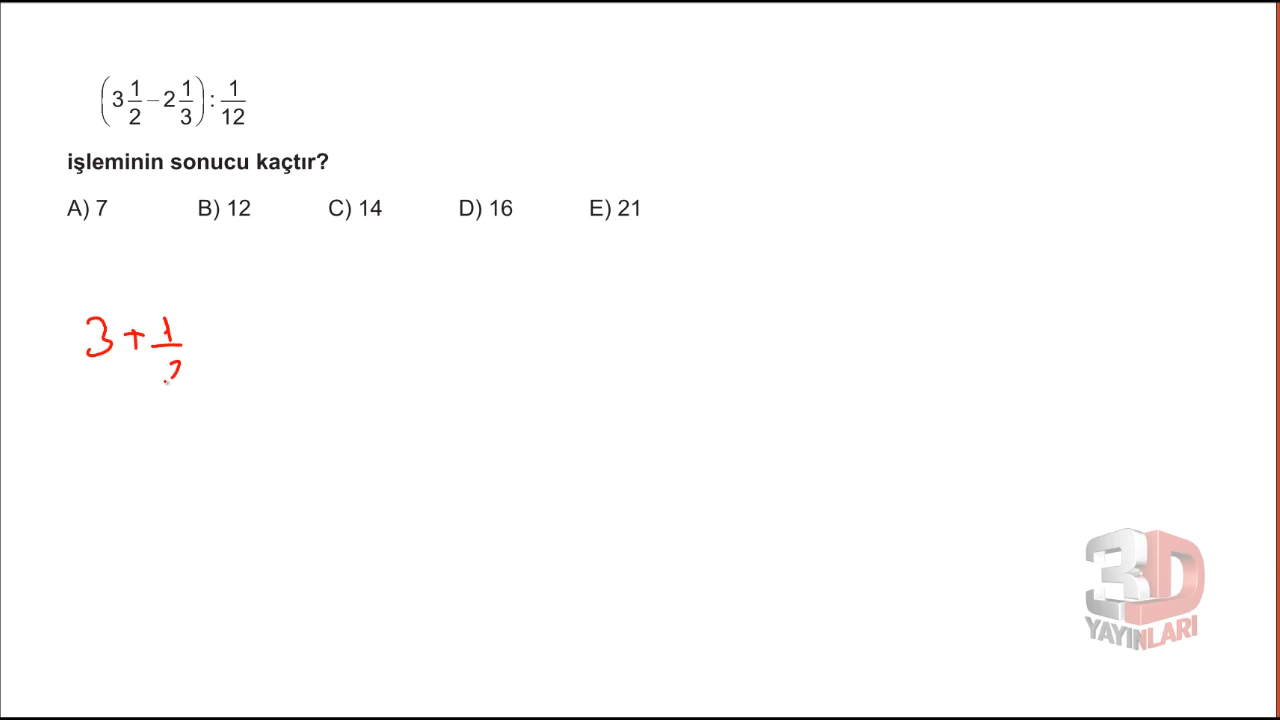 (3 1/2 − 2 1/3) : 1/12
işleminin sonucu kaçtır?
A) 7 B) 12 C) 14 D) 16 E) 21
3 + 1/2
3D
YAYINLARI